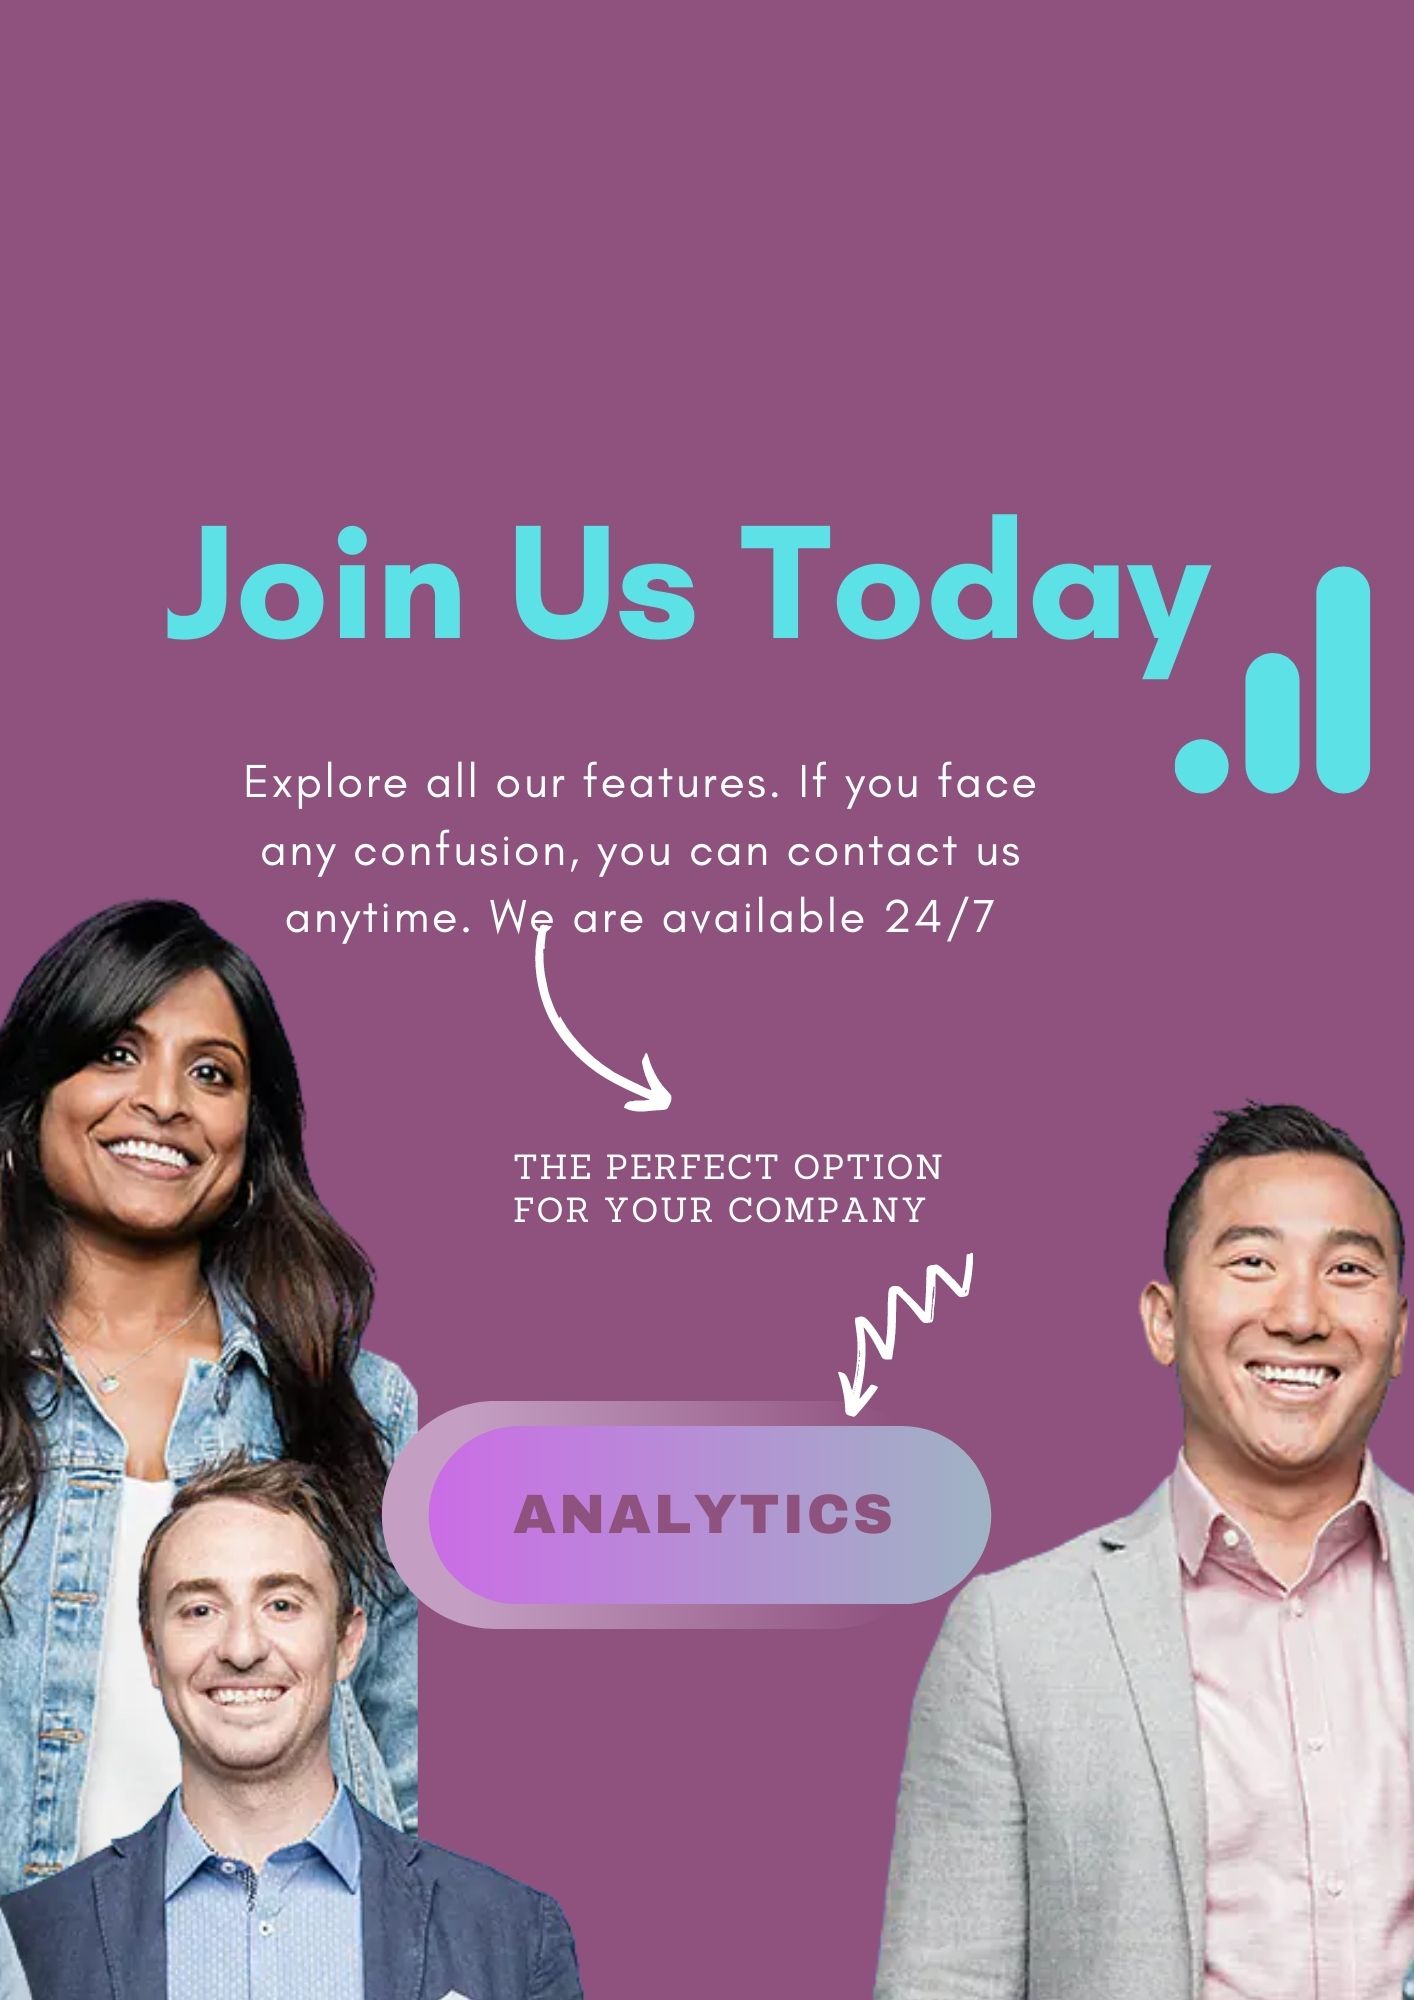 Join Us Today
Explore all our features. If you face
any confusion, you can contact us
anytime. We are available 24/7
THE PERFECT OPTION
FOR YOUR COMPANY
ANALYTICS